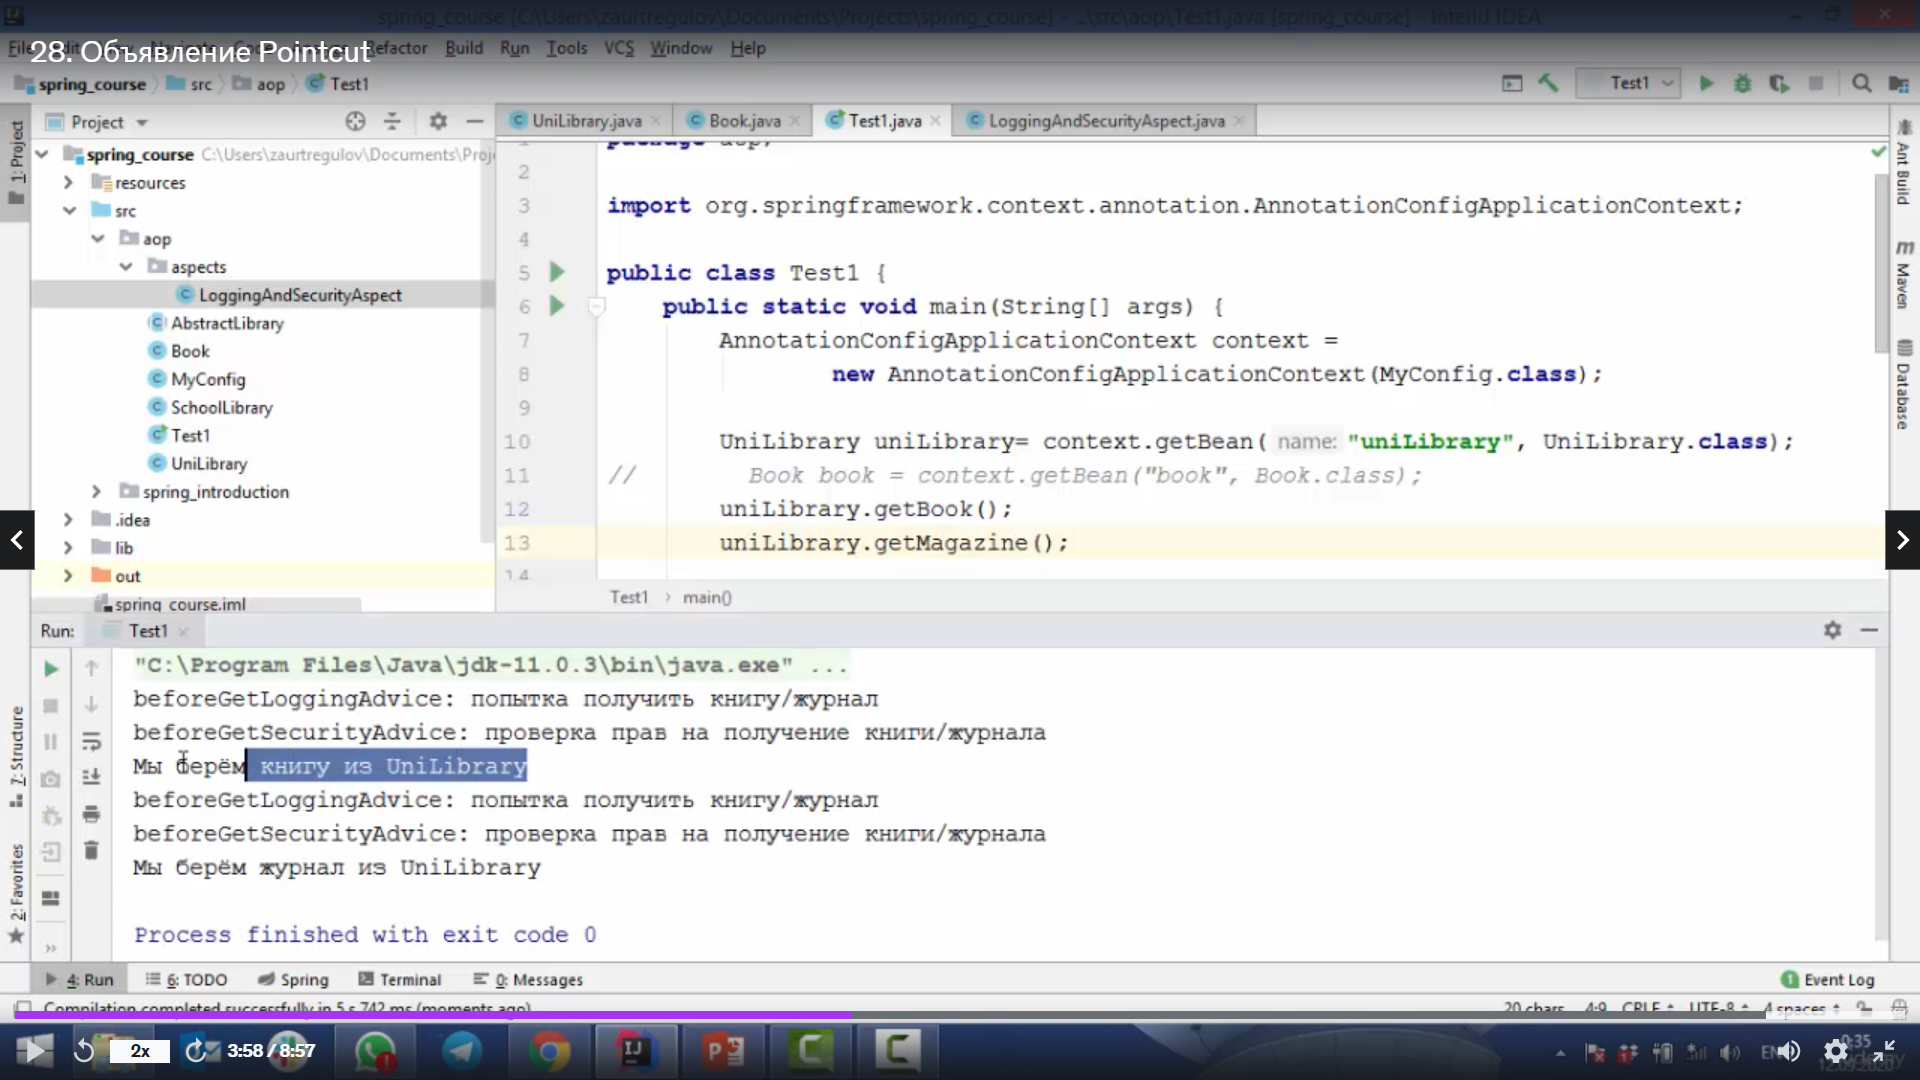 spring_course [C:\Users\zaurtregulov\Documents\Projects\spring_course] - ...\src\aop\Test1.java [spring_course] - IntelliJ IDEA
28. Объявление Pointcut
File Refactor Build Run Tools VCS Window Help
spring_course src aop Test1
Test1
Project
UniLibrary.java Book.java Test1.java LoggingAndSecurityAspect.java
1: Project
spring_course C:\Users\zaurtregulov\Documents\Proj
resources
src
aop
aspects
LoggingAndSecurityAspect
AbstractLibrary
Book
MyConfig
SchoolLibrary
Test1
UniLibrary
spring_introduction
.idea
lib
out
spring_course.iml
1 package aop;
2
3 import org.springframework.context.annotation.AnnotationConfigApplicationContext;
4
5 public class Test1 {
6 public static void main(String[] args) {
7 AnnotationConfigApplicationContext context =
8 new AnnotationConfigApplicationContext(MyConfig.class);
9
10 UniLibrary uniLibrary= context.getBean( name: "uniLibrary", UniLibrary.class);
11 // Book book = context.getBean("book", Book.class);
12 uniLibrary.getBook();
13 uniLibrary.getMagazine();
14
Test1 > main()
Ant Build
Maven
Database
Run: Test1
"C:\Program Files\Java\jdk-11.0.3\bin\java.exe" ...
beforeGetLoggingAdvice: попытка получить книгу/журнал
beforeGetSecurityAdvice: проверка прав на получение книги/журнала
Мы берём книгу из UniLibrary
beforeGetLoggingAdvice: попытка получить книгу/журнал
beforeGetSecurityAdvice: проверка прав на получение книги/журнала
Мы берём журнал из UniLibrary
Process finished with exit code 0
7: Structure
2: Favorites
4: Run 6: TODO Spring Terminal 0: Messages
1 Event Log
Compilation completed successfully in 5 s 742 ms (moments ago)
20 chars 4:9 CRLF UTF-8 4 spaces
2x 3:58 / 8:57